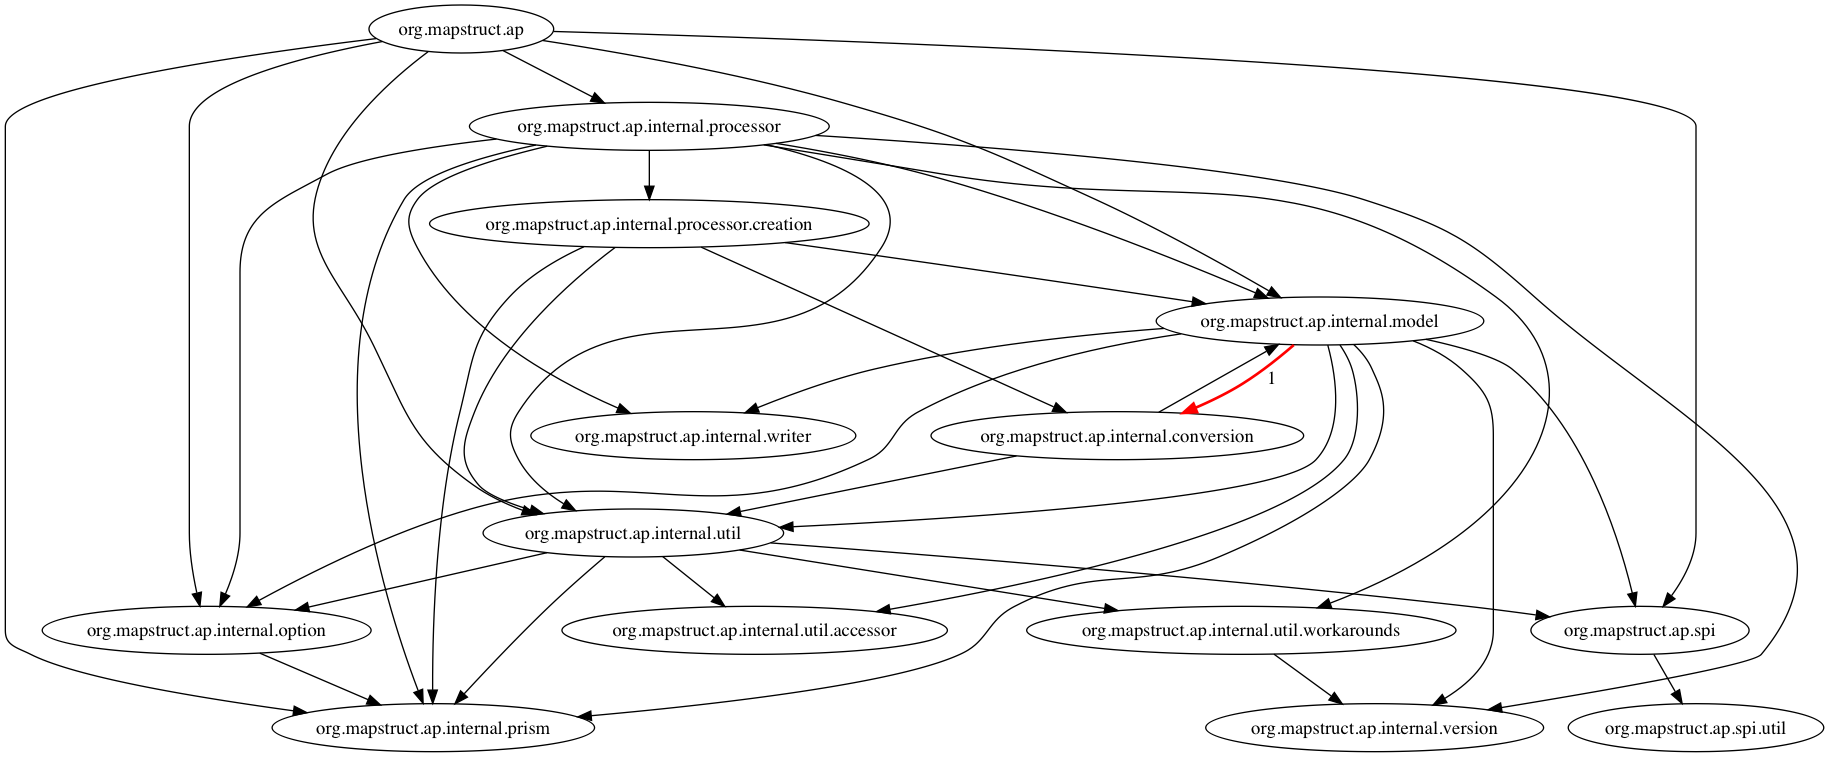 org.mapstruct.ap
org.mapstruct.ap.internal.processor
org.mapstruct.ap.internal.processor.creation
org.mapstruct.ap.internal.model
1
org.mapstruct.ap.internal.writer
org.mapstruct.ap.internal.conversion
org.mapstruct.ap.internal.util
org.mapstruct.ap.internal.option
org.mapstruct.ap.internal.util.accessor
org.mapstruct.ap.internal.util.workarounds
org.mapstruct.ap.spi
org.mapstruct.ap.internal.prism
org.mapstruct.ap.internal.version
org.mapstruct.ap.spi.util